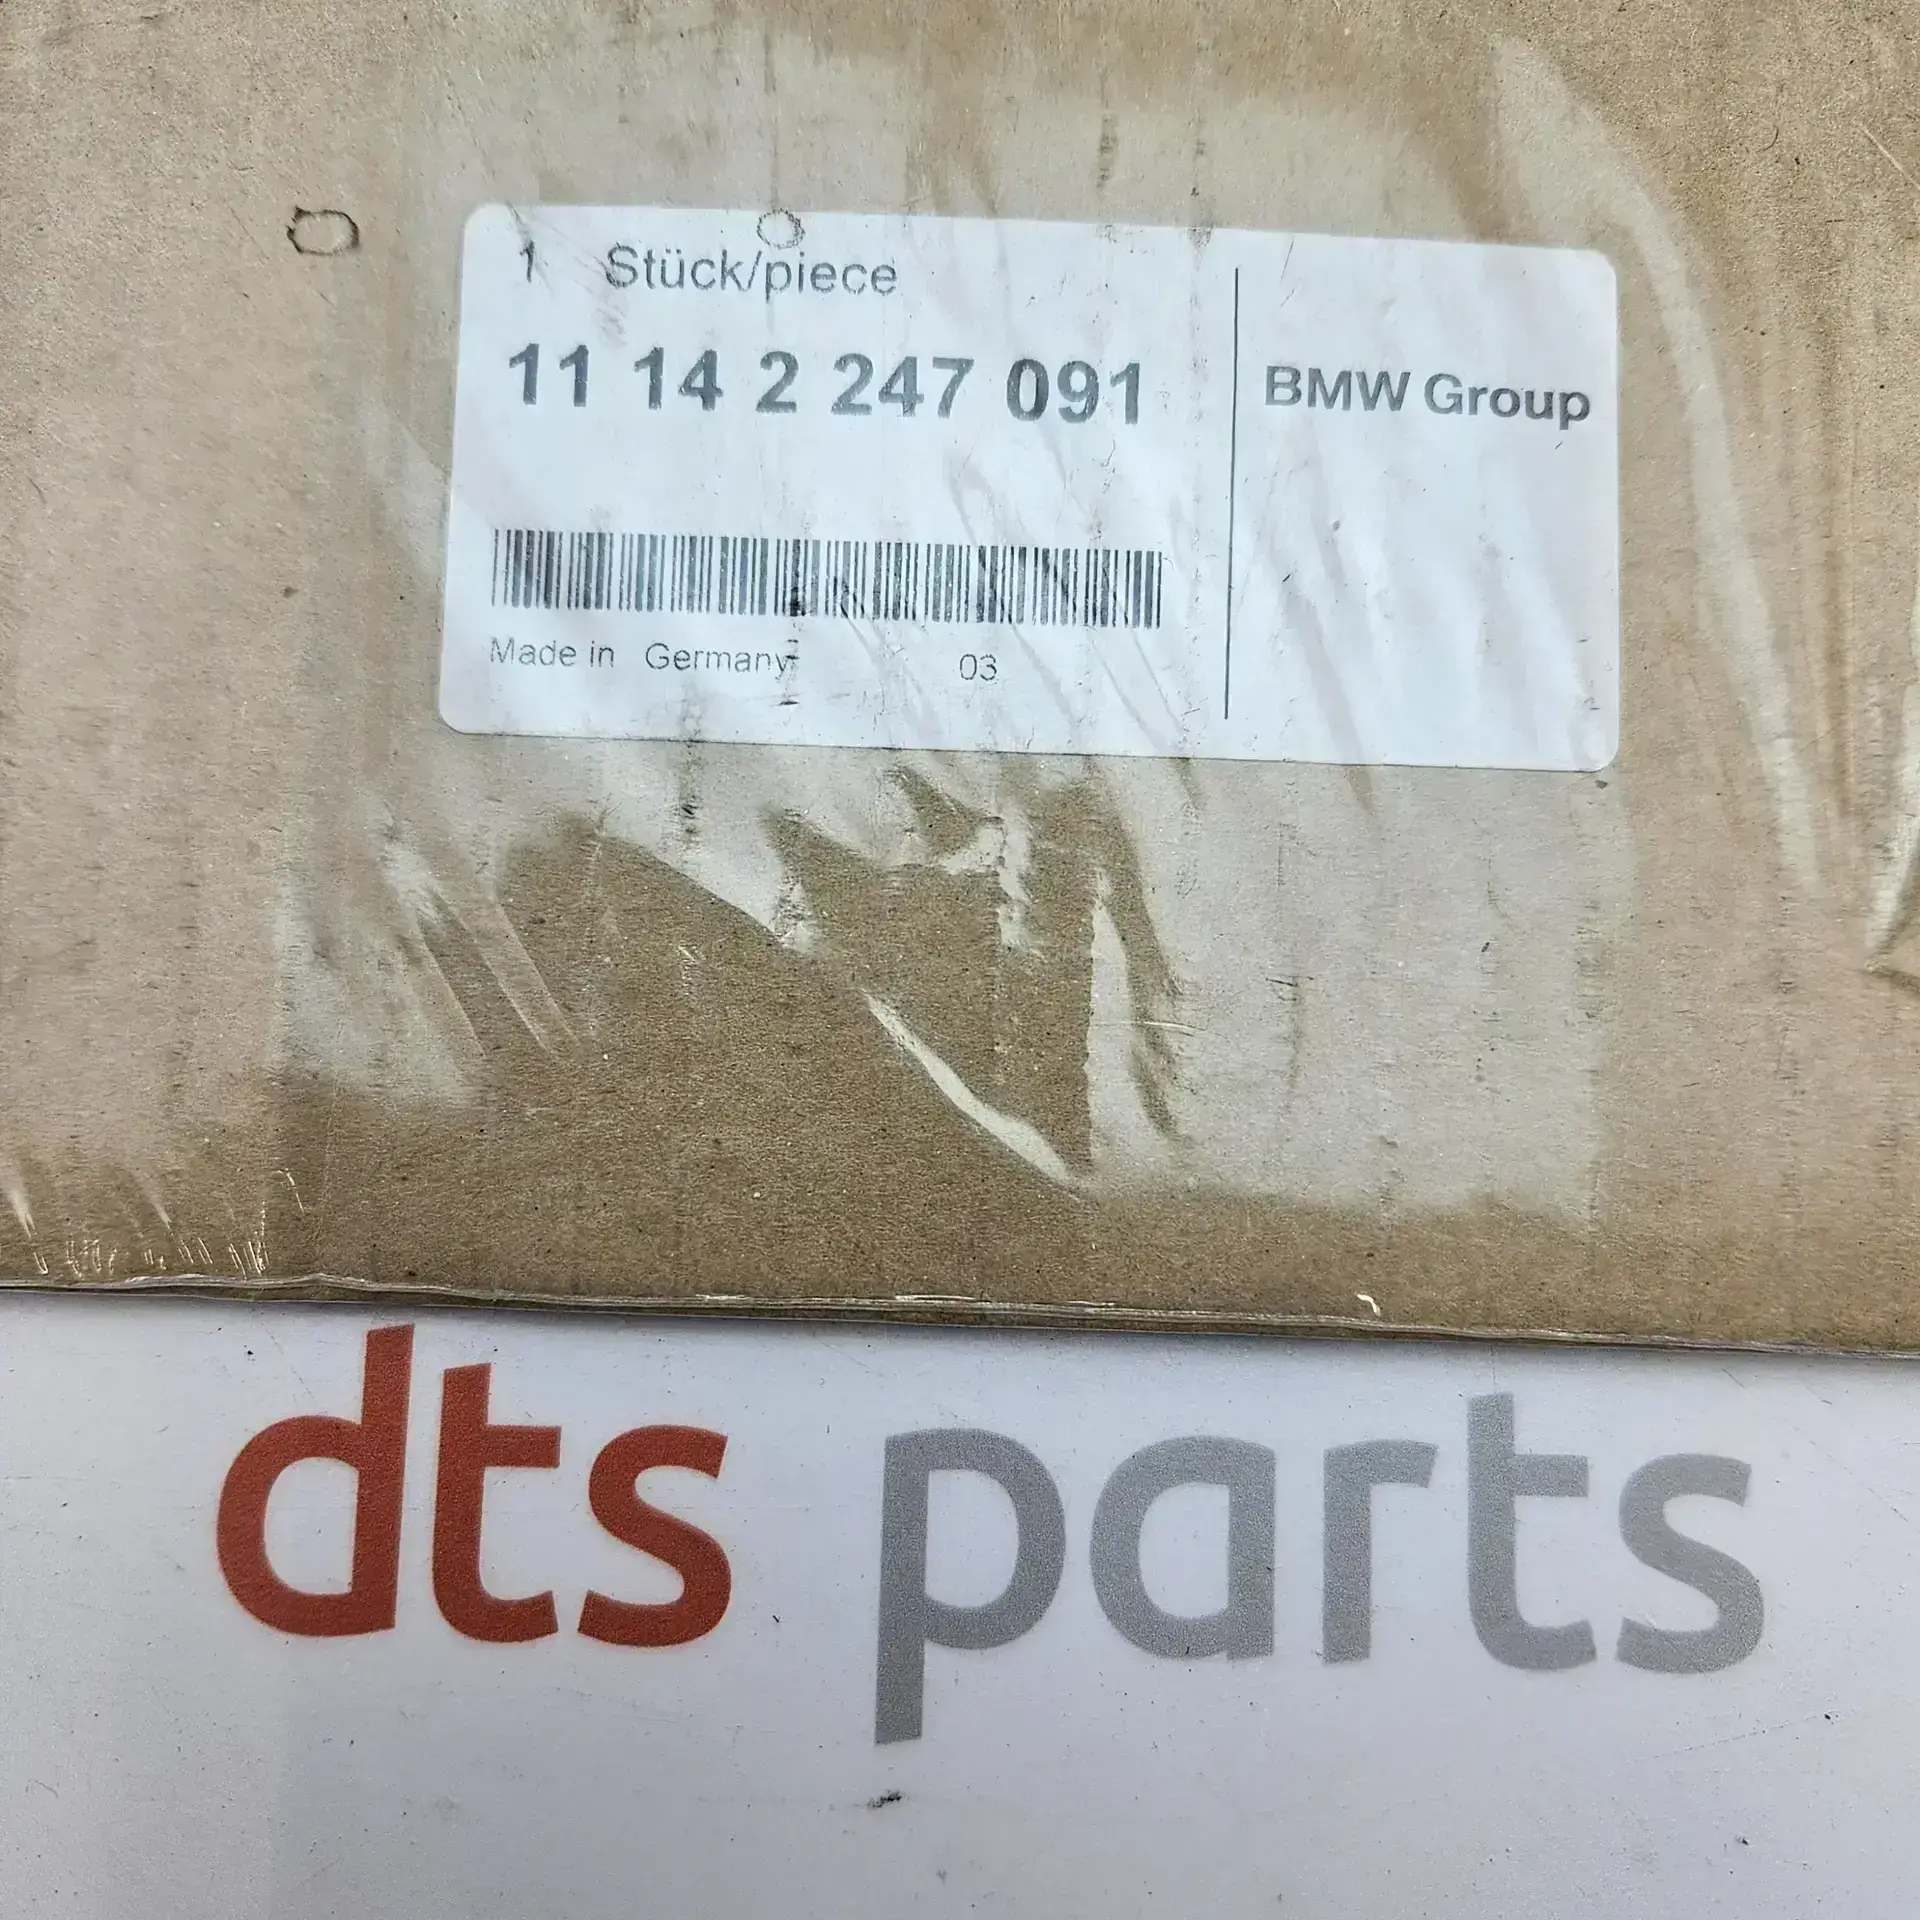 1 Stück/piece
11 14 2 247 091
BMW Group
Made in Germany 03
dts parts